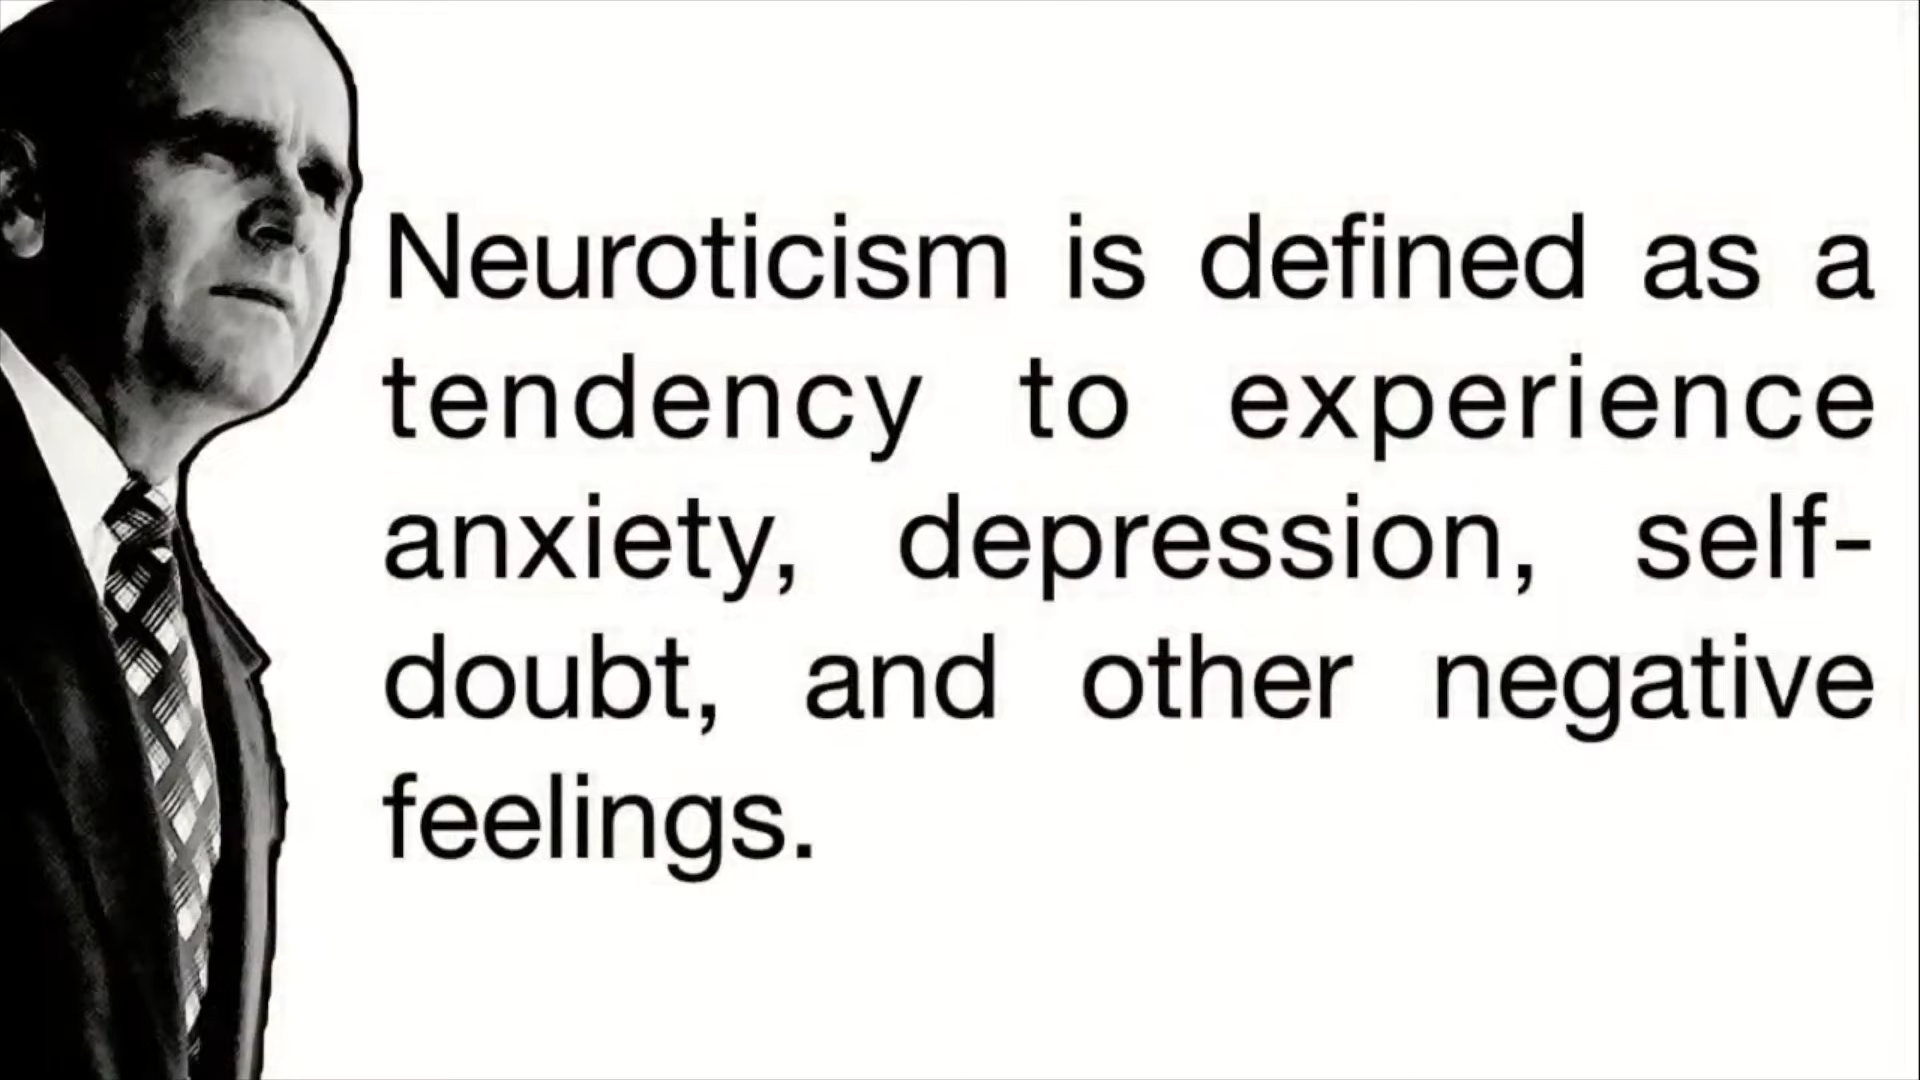 Neuroticism is defined as a
tendency to experience
anxiety, depression, self-
doubt, and other negative
feelings.